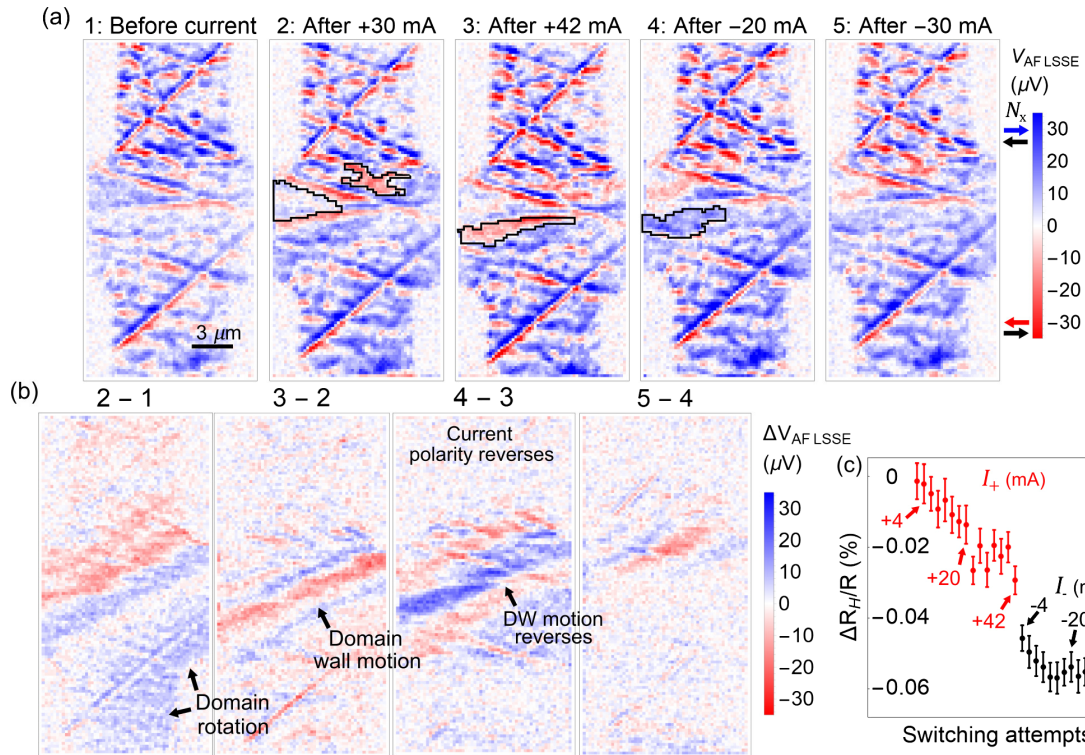 (a)
1: Before current
2: After +30 mA
3: After +42 mA
4: After −20 mA
5: After −30 mA
V_AF LSSE
(μV)
N_x
30
20
10
0
−10
−20
−30
3 μm
(b)
2 − 1
3 − 2
4 − 3
5 − 4
Current
polarity reverses
Domain
rotation
Domain
wall motion
DW motion
reverses
ΔV_AF LSSE
(μV)
30
20
10
0
−10
−20
−30
(c)
ΔR_H/R (%)
0
−0.02
−0.04
−0.06
I_+ (mA)
+4
+20
+42
I_- (m
-4
-20
Switching attempts